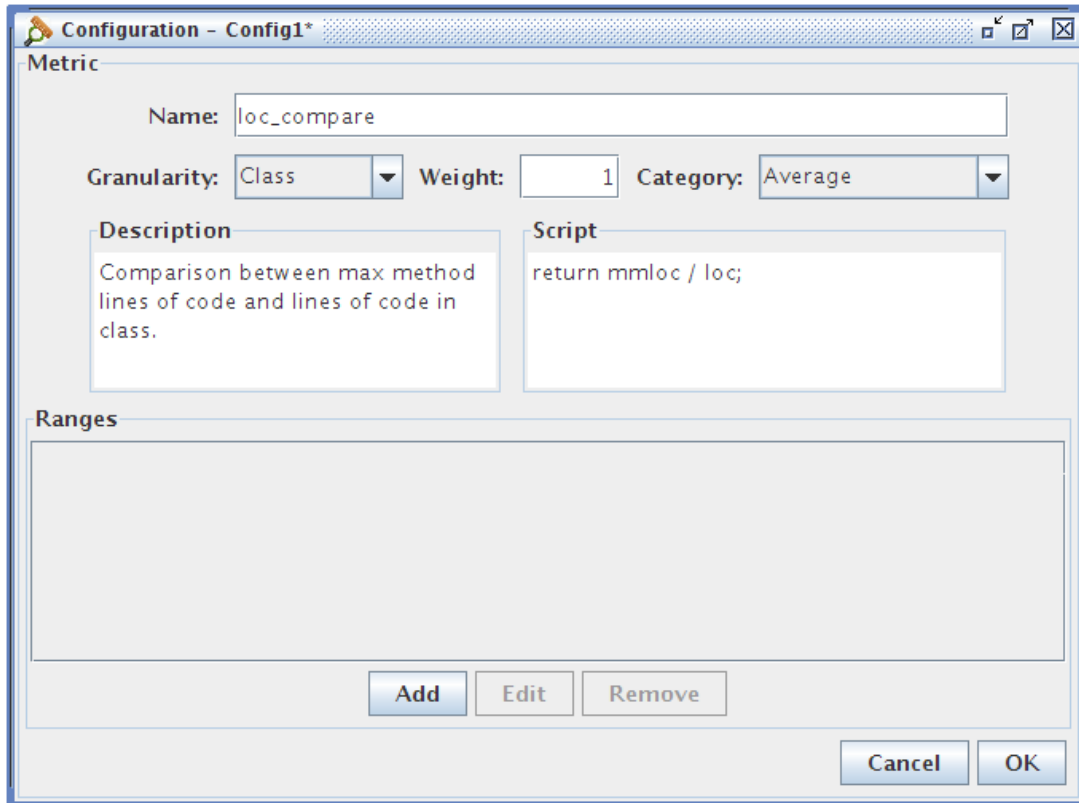 Configuration - Config1*
Metric
Name: loc_compare
Granularity: Class Weight: 1 Category: Average
Description
Comparison between max method
lines of code and lines of code in
class.
Script
return mmloc / loc;
Ranges
Add Edit Remove
Cancel OK